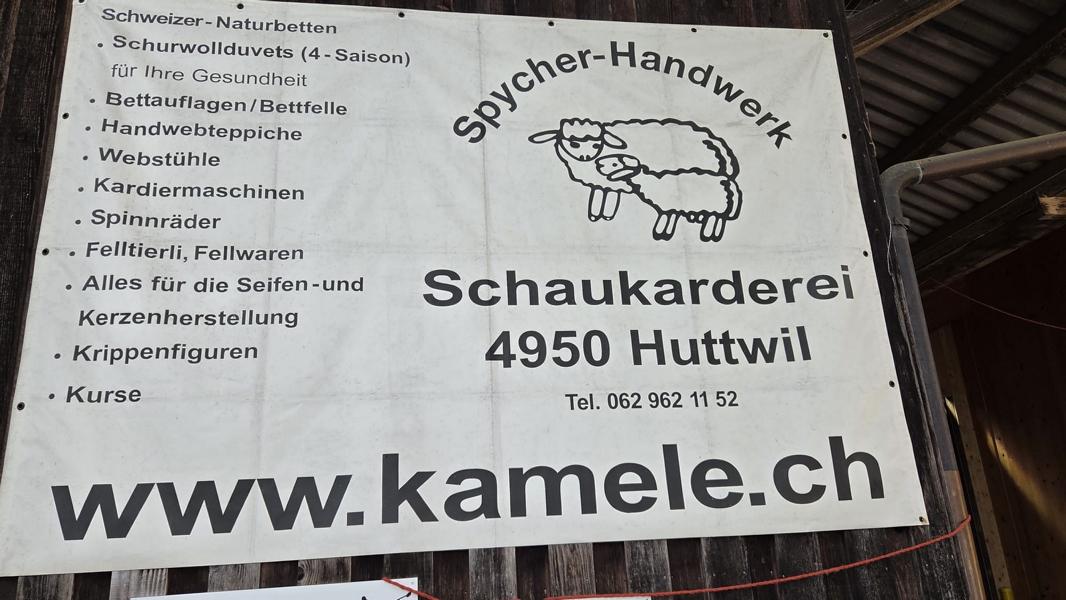 Schweizer-Naturbetten
• Schurwollduvets (4-Saison)
für Ihre Gesundheit
• Bettauflagen/Bettfelle
• Handwebteppiche
• Webstühle
• Kardiermaschinen
• Spinnräder
• Felltierli, Fellwaren
• Alles für die Seifen-und
Kerzenherstellung
• Krippenfiguren
• Kurse
Spycher-Handwerk
Schaukarderei
4950 Huttwil
Tel. 062 962 11 52
www.kamele.ch